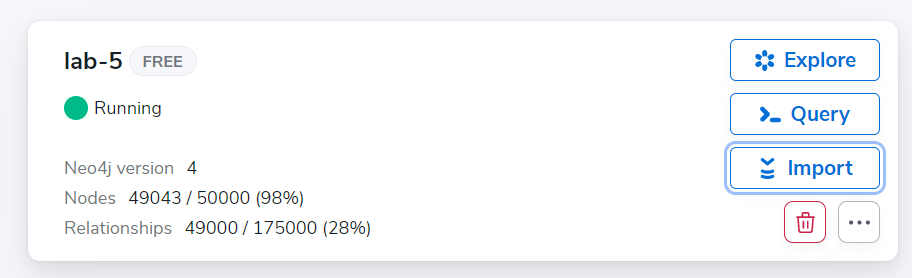 lab-5 FREE
Running
Neo4j version 4
Nodes 49043 / 50000 (98%)
Relationships 49000 / 175000 (28%)
Explore
Query
Import